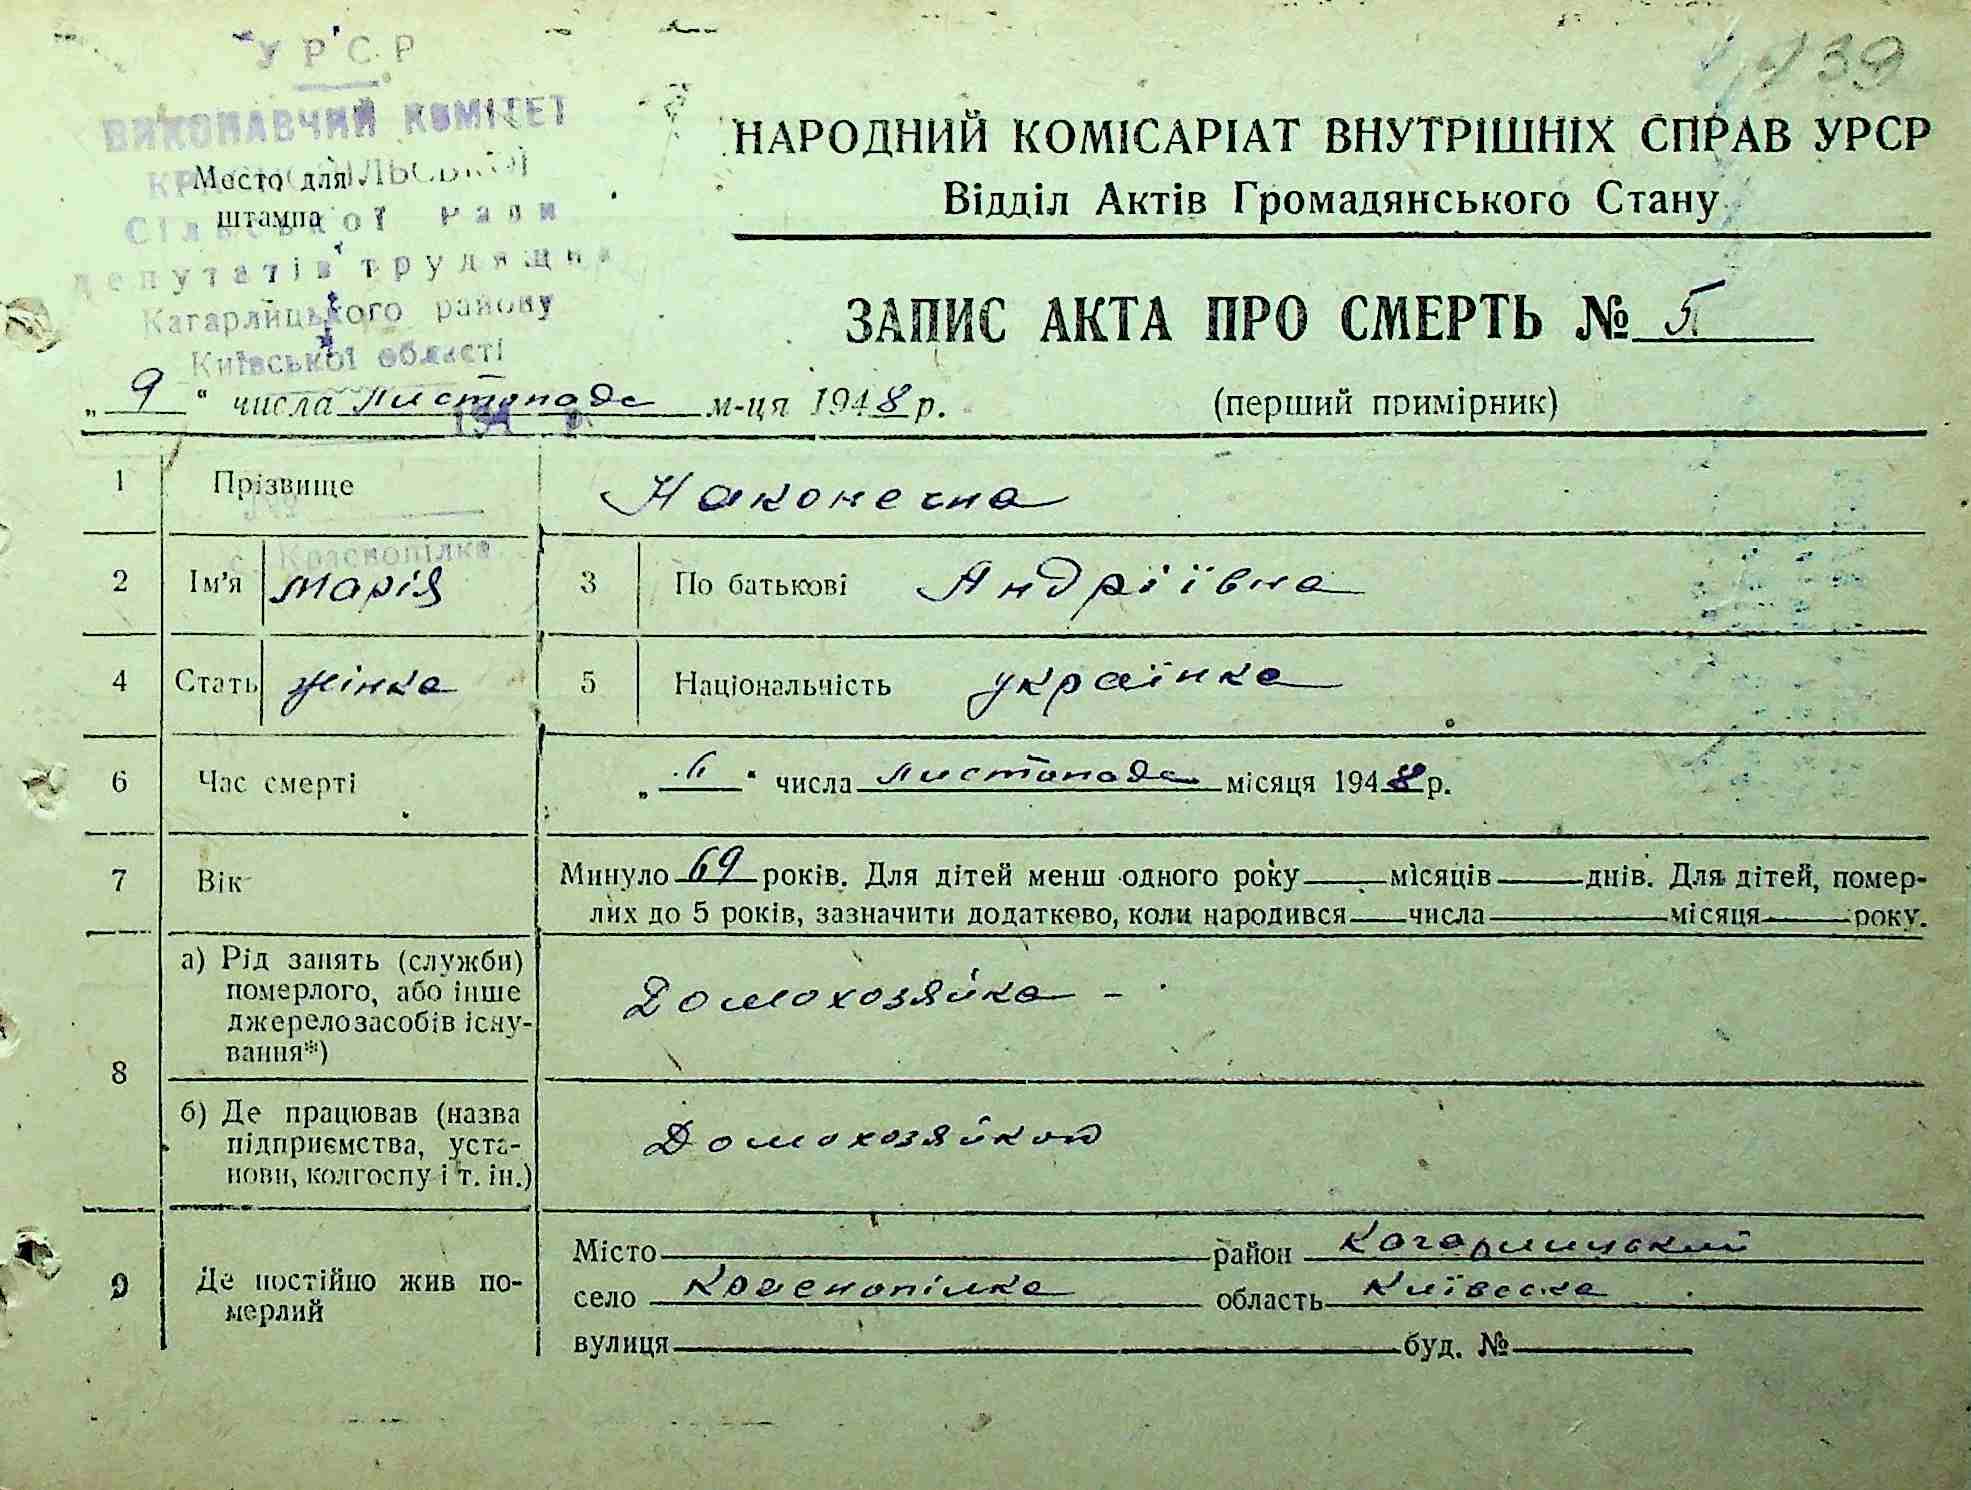 139
УРСР
ВИКОНАВЧИЙ КОМІТЕТ
Место для
штампа
Сільської Ради
депутатів трудящих
Кагарлицького району
Київської області
194 р.
с. Краснопілка
НАРОДНИЙ КОМІСАРІАТ ВНУТРІШНІХ СПРАВ УРСР
Відділ Актів Громадянського Стану
ЗАПИС АКТА ПРО СМЕРТЬ № 5
„ 9 “ числа листопада м-ця 1948 р.
(перший примірник)
1 Прізвище Наконечна
2 Ім'я Марія 3 По батькові Андріївна
4 Стать жінка 5 Національність українка
6 Час смерті „ “ числа листопада місяця 1948 р.
7 Вік Минуло 69 років. Для дітей менш одного року місяців днів. Для дітей, помер-
лих до 5 років, зазначити додатково, коли народився числа місяця року.
8 а) Рід занять (служби)
померлого, або інше
джерело засобів існу-
вання*)
Домохозяйка -
б) Де працював (назва
підприємства, уста-
нови, колгоспу і т. ін.)
Домохозяйкою
9 Де постійно жив по-
мерлий
Місто район Кагарлицький
село Краснопілка область Київська
вулиця буд. №